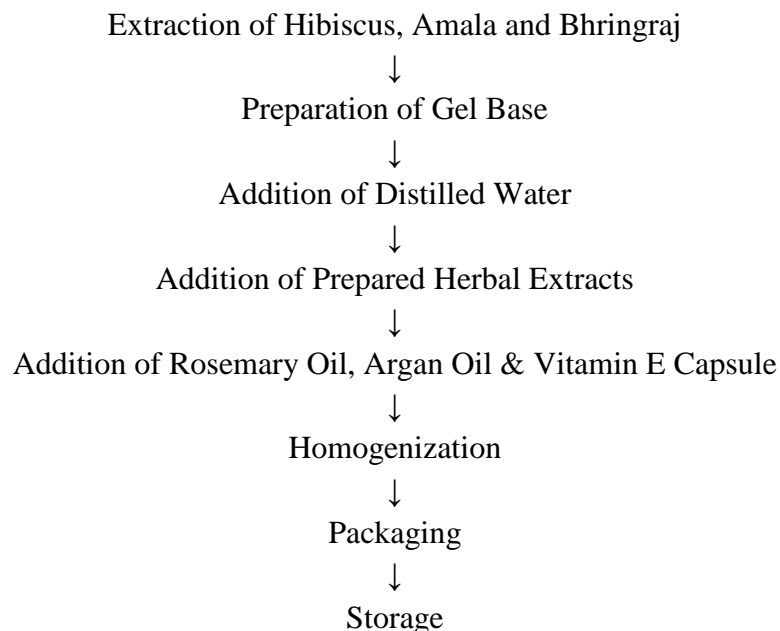 Extraction of Hibiscus, Amala and Bhringraj
↓
Preparation of Gel Base
↓
Addition of Distilled Water
↓
Addition of Prepared Herbal Extracts
↓
Addition of Rosemary Oil, Argan Oil & Vitamin E Capsule
↓
Homogenization
↓
Packaging
↓
Storage